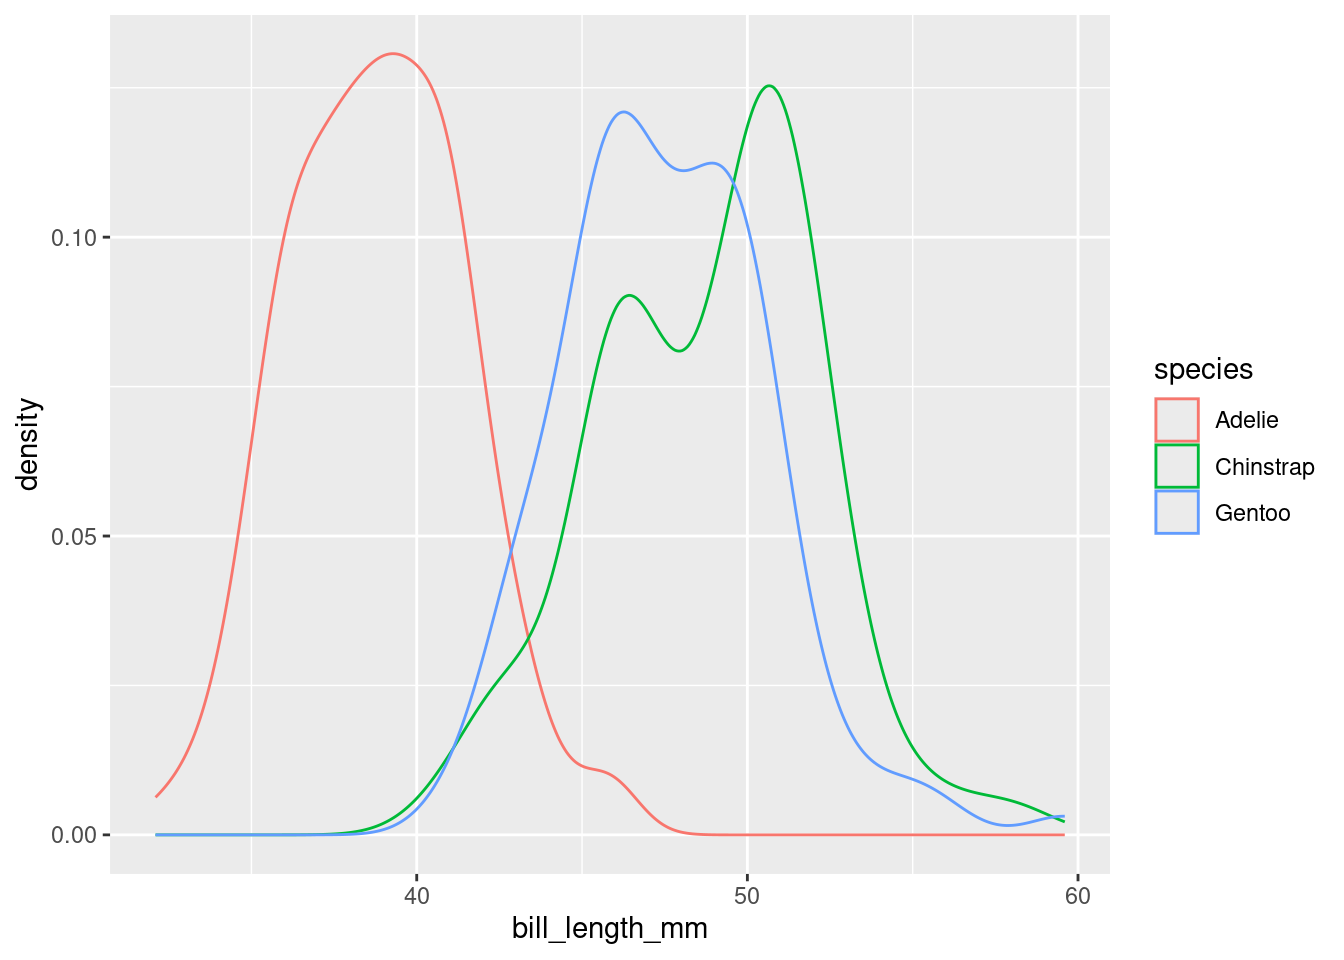 density
0.10
0.05
0.00
40
50
60
bill_length_mm
species
Adelie
Chinstrap
Gentoo